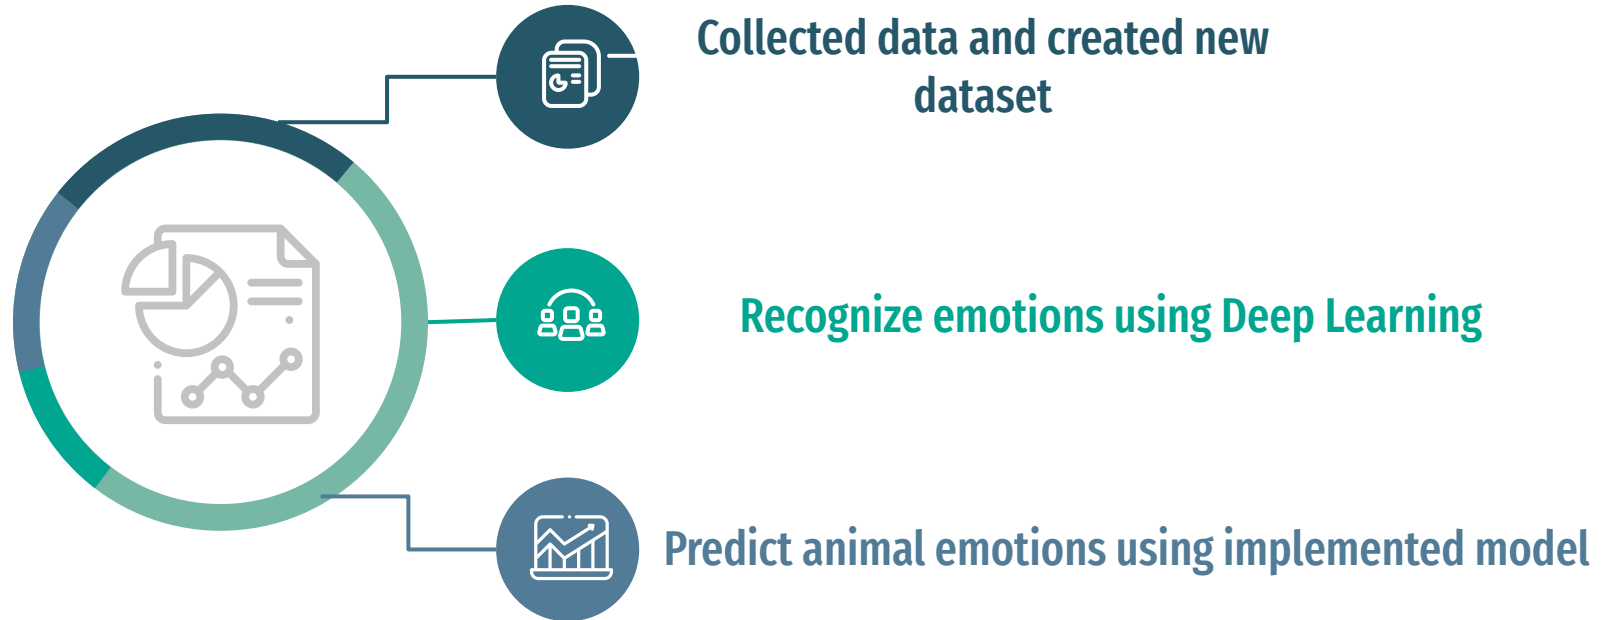 Collected data and created new
dataset
Recognize emotions using Deep Learning
Predict animal emotions using implemented model